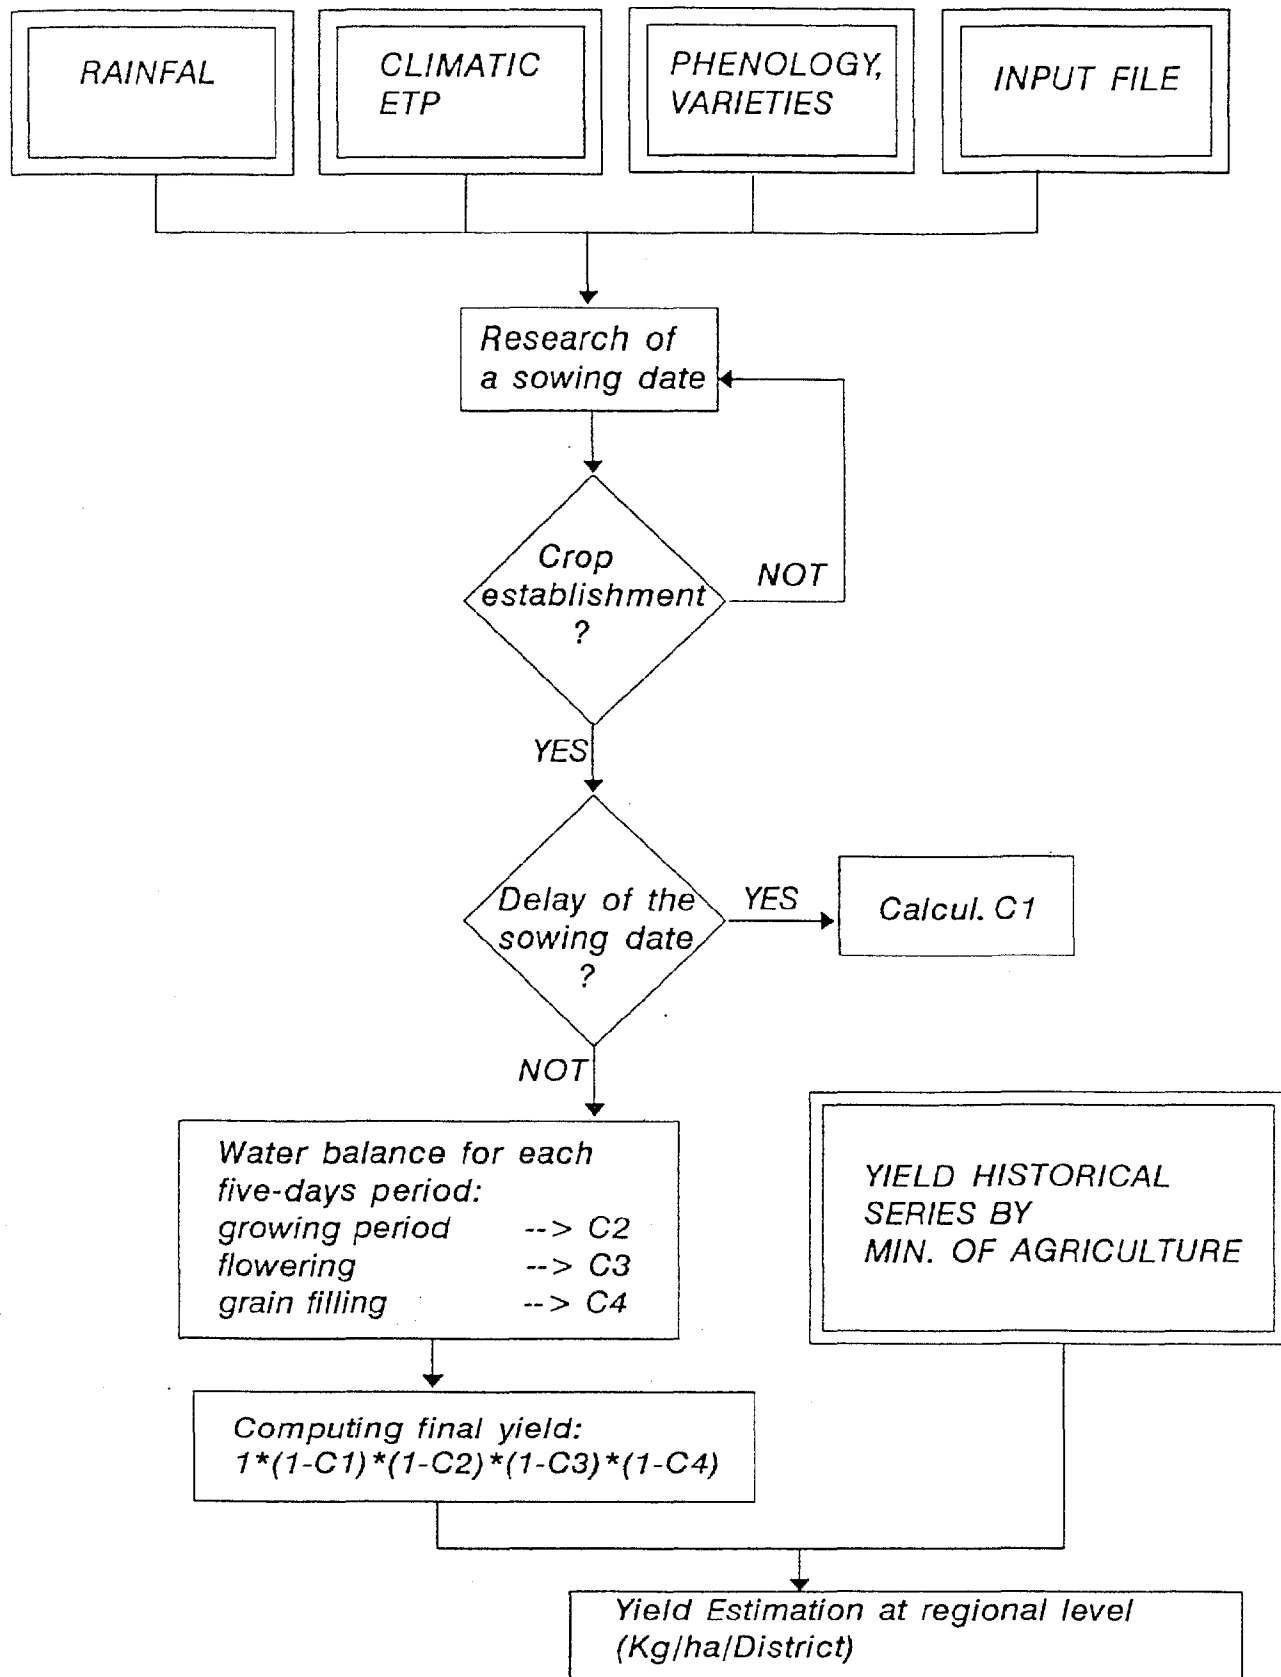 RAINFAL
CLIMATIC
ETP
PHENOLOGY,
VARIETIES
INPUT FILE
Research of
a sowing date
Crop
establishment
?
NOT
YES
Delay of the
sowing date
?
YES
Calcul. C1
NOT
Water balance for each
five-days period:
growing period --> C2
flowering --> C3
grain filling --> C4
YIELD HISTORICAL
SERIES BY
MIN. OF AGRICULTURE
Computing final yield:
1*(1-C1)*(1-C2)*(1-C3)*(1-C4)
Yield Estimation at regional level
(Kg/ha/District)